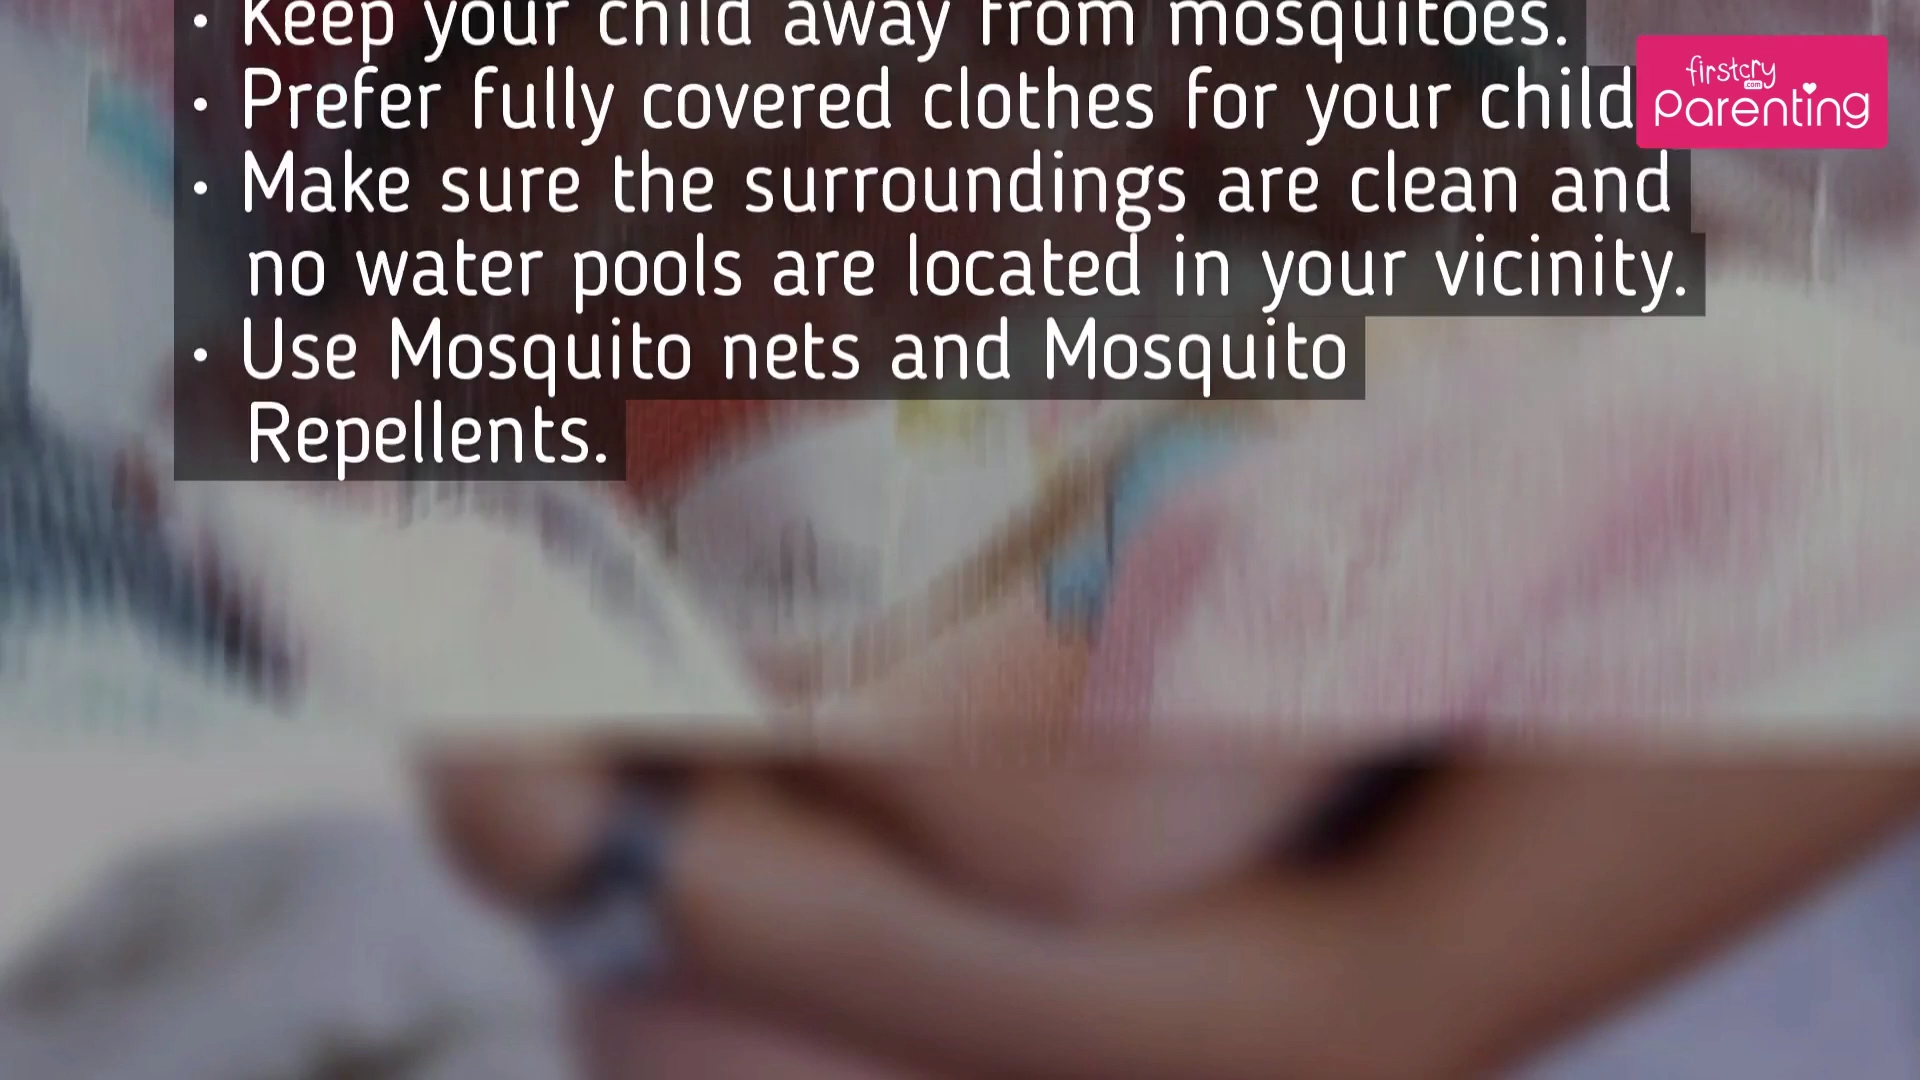 • Keep your child away from mosquitoes.
• Prefer fully covered clothes for your child
• Make sure the surroundings are clean and
no water pools are located in your vicinity.
• Use Mosquito nets and Mosquito
Repellents.
firstcry
.com
Parenting